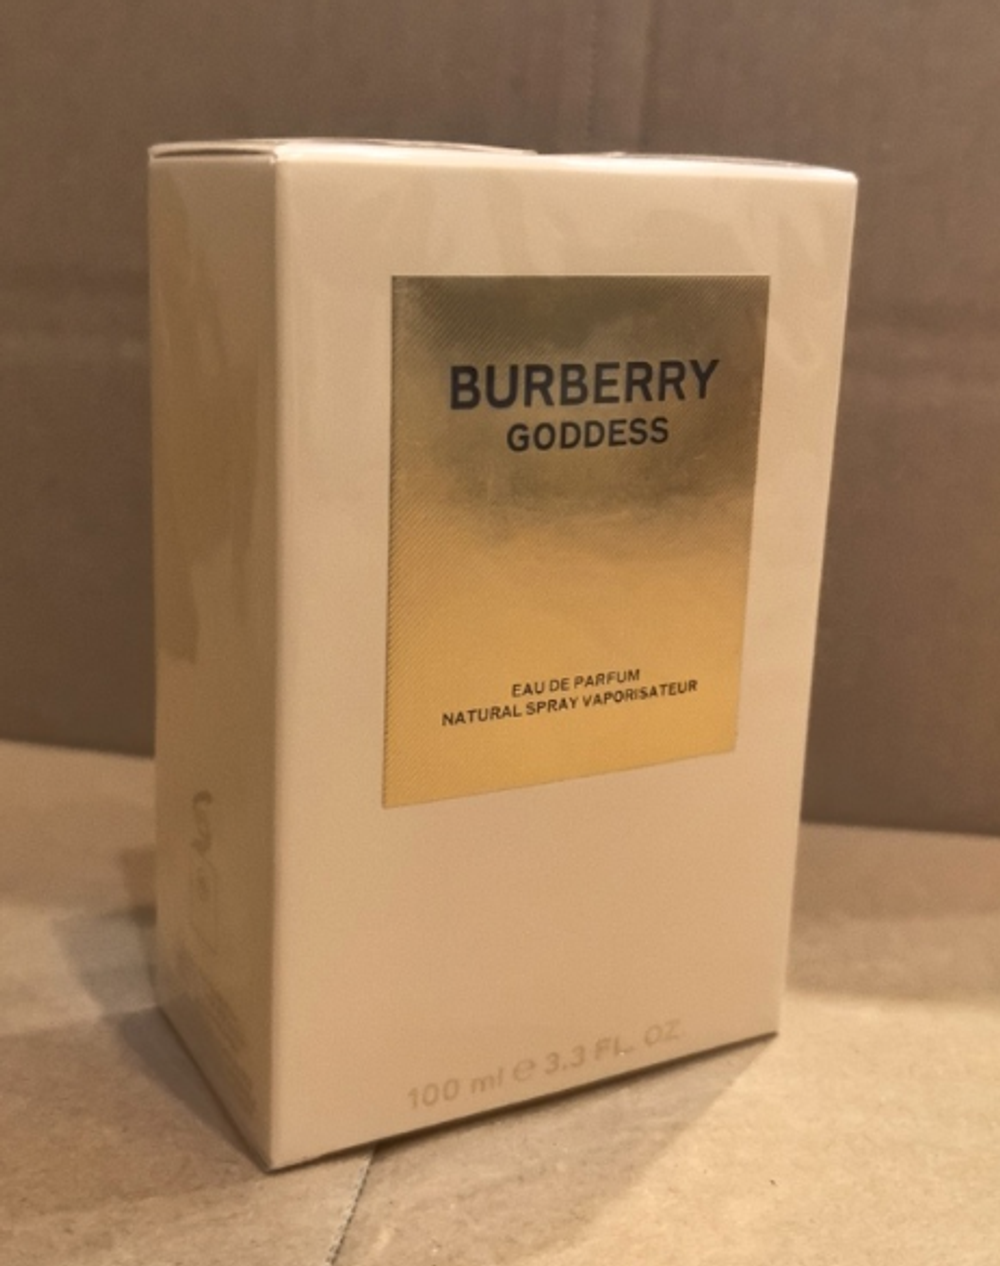 BURBERRY
GODDESS
EAU DE PARFUM
NATURAL SPRAY VAPORISATEUR
100 ml ℮ 3.3 FL. OZ.